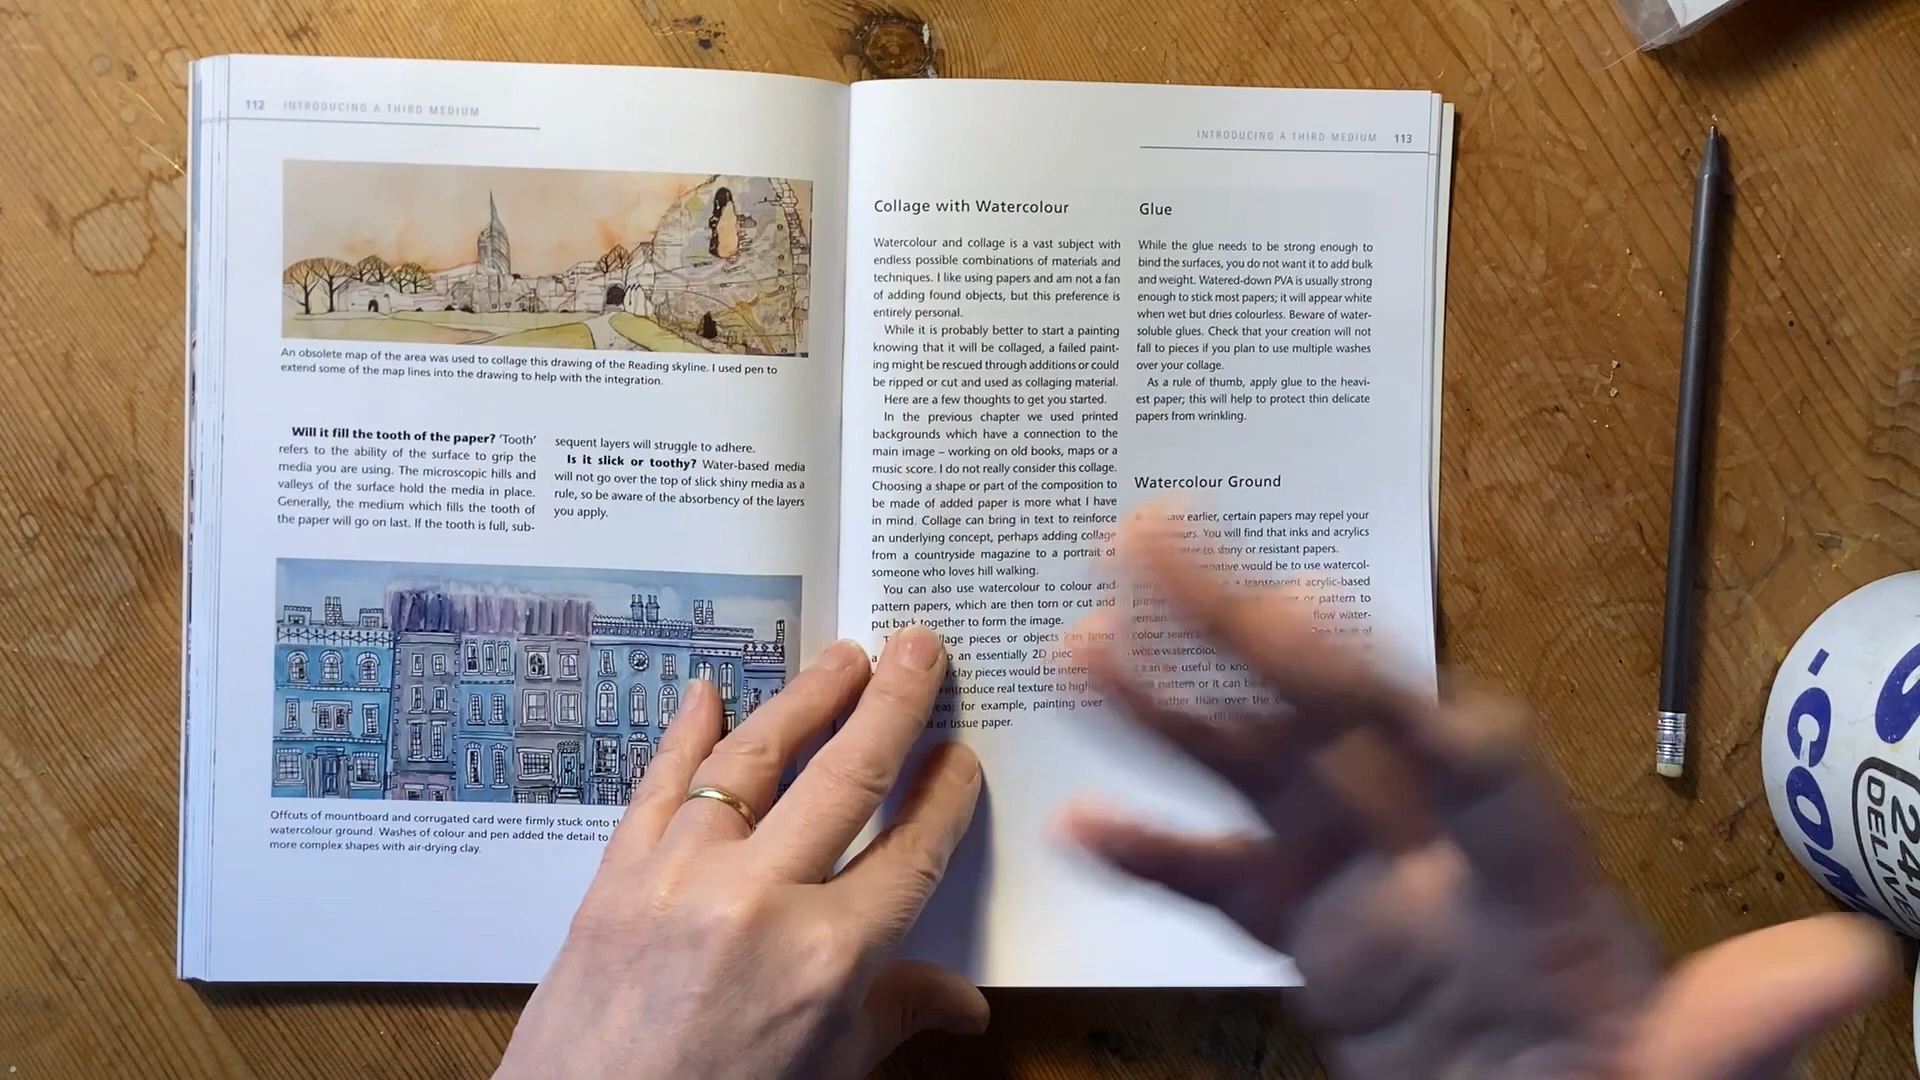 112 INTRODUCING A THIRD MEDIUM
An obsolete map of the area was used to collage this drawing of the Reading skyline. I used pen to
extend some of the map lines into the drawing to help with the integration.
Will it fill the tooth of the paper? 'Tooth'
refers to the ability of the surface to grip the
media you are using. The microscopic hills and
valleys of the surface hold the media in place.
Generally, the medium which fills the tooth of
the paper will go on last. If the tooth is full, sub-
sequent layers will struggle to adhere.
Is it slick or toothy? Water-based media
will not go over the top of slick shiny media as a
rule, so be aware of the absorbency of the layers
you apply.
Offcuts of mountboard and corrugated card were firmly stuck onto
watercolour ground. Washes of colour and pen added the detail to
more complex shapes with air-drying clay.
INTRODUCING A THIRD MEDIUM 113
Collage with Watercolour
Watercolour and collage is a vast subject with
endless possible combinations of materials and
techniques. I like using papers and am not a fan
of adding found objects, but this preference is
entirely personal.
While it is probably better to start a painting
knowing that it will be collaged, a failed paint-
ing might be rescued through additions or could
be ripped or cut and used as collaging material.
Here are a few thoughts to get you started.
In the previous chapter we used printed
backgrounds which have a connection to the
main image – working on old books, maps or a
music score. I do not really consider this collage.
Choosing a shape or part of the composition to
be made of added paper is more what I have
in mind. Collage can bring in text to reinforce
an underlying concept, perhaps adding collage
from a countryside magazine to a portrait of
someone who loves hill walking.
You can also use watercolour to colour and
pattern papers, which are then torn or cut and
put back together to form the image.
pieces or objects can bring
an essentially 2D
clay pieces would be
introduce real texture to
for example, painting over
of tissue paper.
Glue
While the glue needs to be strong enough to
bind the surfaces, you do not want it to add bulk
and weight. Watered-down PVA is usually strong
enough to stick most papers; it will appear white
when wet but dries colourless. Beware of water-
soluble glues. Check that your creation will not
fall to pieces if you plan to use multiple washes
over your collage.
As a rule of thumb, apply glue to the heavi-
est paper; this will help to protect thin delicate
papers from wrinkling.
Watercolour Ground
earlier, certain papers may repel your
You will find that inks and acrylics
to shiny or resistant papers.
would be to use watercol-
a transparent acrylic-based
or pattern to
flow water-
colour
be useful to
pattern or it can
than over the
-COM
24